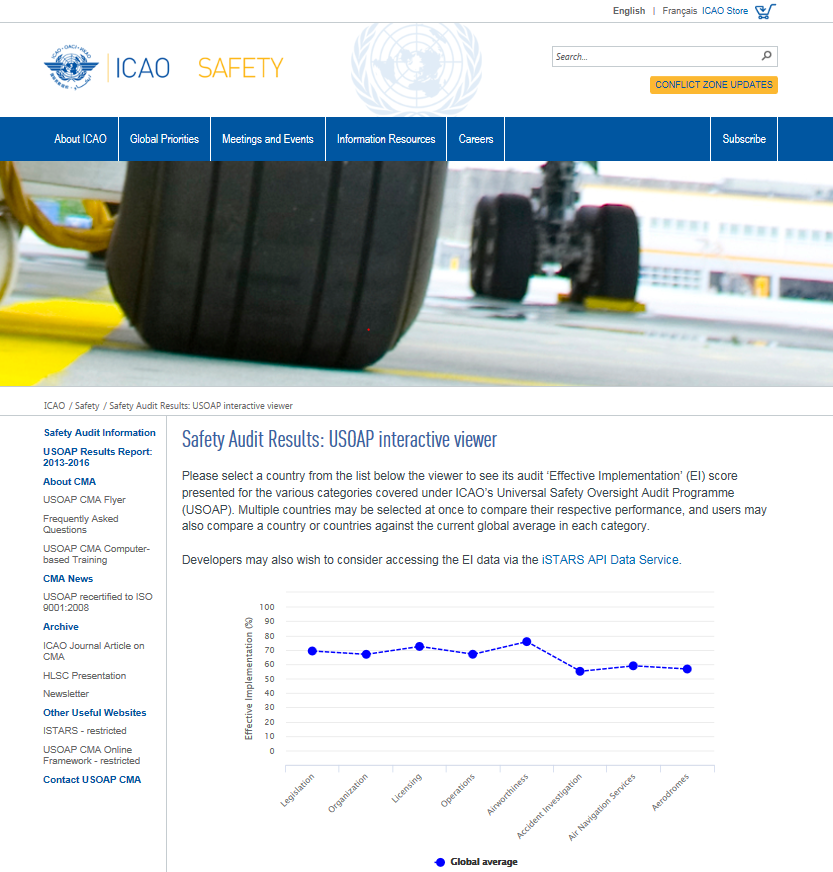 English | Français ICAO Store
ICAO SAFETY
Search...
CONFLICT ZONE UPDATES
About ICAO Global Priorities Meetings and Events Information Resources Careers Subscribe
ICAO / Safety / Safety Audit Results: USOAP interactive viewer
Safety Audit Information
USOAP Results Report:
2013-2016
About CMA
USOAP CMA Flyer
Frequently Asked
Questions
USOAP CMA Computer-
based Training
CMA News
USOAP recertified to ISO
9001:2008
Archive
ICAO Journal Article on
CMA
HLSC Presentation
Newsletter
Other Useful Websites
ISTARS - restricted
USOAP CMA Online
Framework - restricted
Contact USOAP CMA
Safety Audit Results: USOAP interactive viewer
Please select a country from the list below the viewer to see its audit ‘Effective Implementation’ (EI) score
presented for the various categories covered under ICAO’s Universal Safety Oversight Audit Programme
(USOAP). Multiple countries may be selected at once to compare their respective performance, and users may
also compare a country or countries against the current global average in each category.
Developers may also wish to consider accessing the EI data via the iSTARS API Data Service.
Effective Implementation (%)
100
90
80
70
60
50
40
30
20
10
0
Legislation
Organization
Licensing
Operations
Airworthiness
Accident Investigation
Air Navigation Services
Aerodromes
Global average